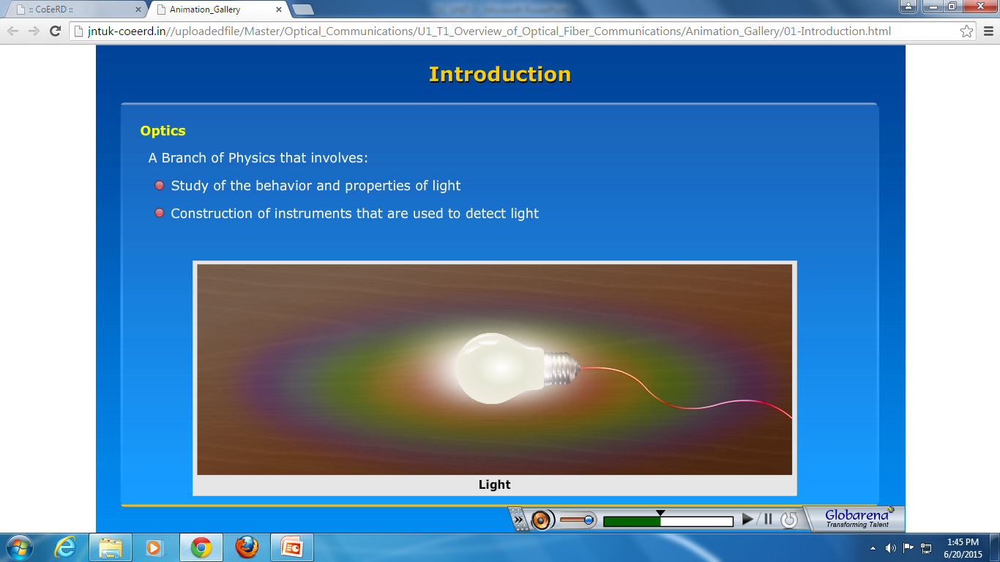 :: CoEeRD ::
Animation_Gallery
jntuk-coeerd.in//uploadedfile/Master/Optical_Communications/U1_T1_Overview_of_Optical_Fiber_Communications/Animation_Gallery/01-Introduction.html
Introduction
Optics
A Branch of Physics that involves:
Study of the behavior and properties of light
Construction of instruments that are used to detect light
Light
Globarena
Transforming Talent
1:45 PM
6/20/2015